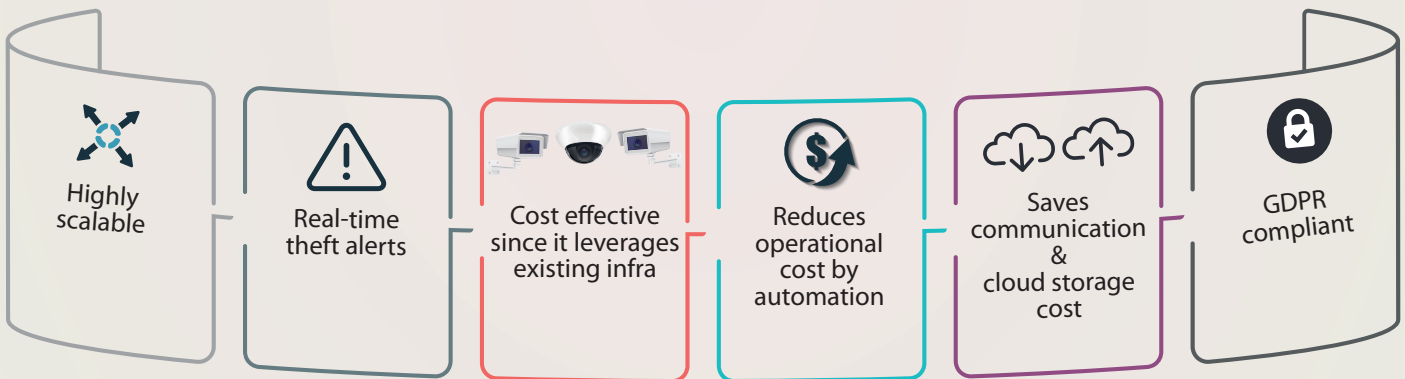 Highly
scalable
Real-time
theft alerts
Cost effective
since it leverages
existing infra
$
Reduces
operational
cost by
automation
Saves
communication
&
cloud storage
cost
GDPR
compliant